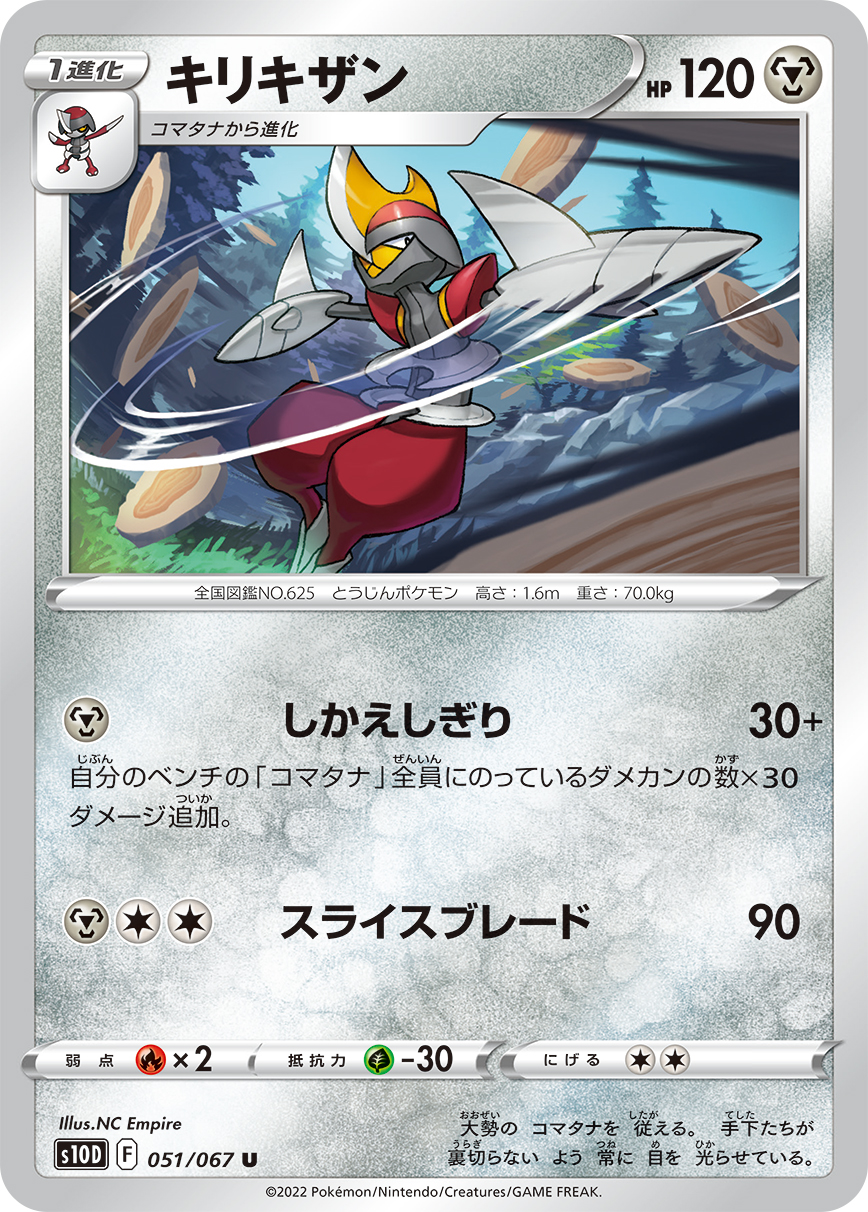 1進化
キリキザン
HP 120
コマタナから進化
全国図鑑NO.625 とうじんポケモン 高さ:1.6m 重さ:70.0kg
しかえしぎり 30+
自分のベンチの「コマタナ」全員にのっているダメカンの数×30
ダメージ追加。
スライスブレード 90
弱点 ×2 抵抗力 -30 にげる
Illus.NC Empire
大勢の コマタナを 従える。 手下たちが
裏切らない よう 常に 目を 光らせている。
s10D F 051/067 U
©2022 Pokémon/Nintendo/Creatures/GAME FREAK.